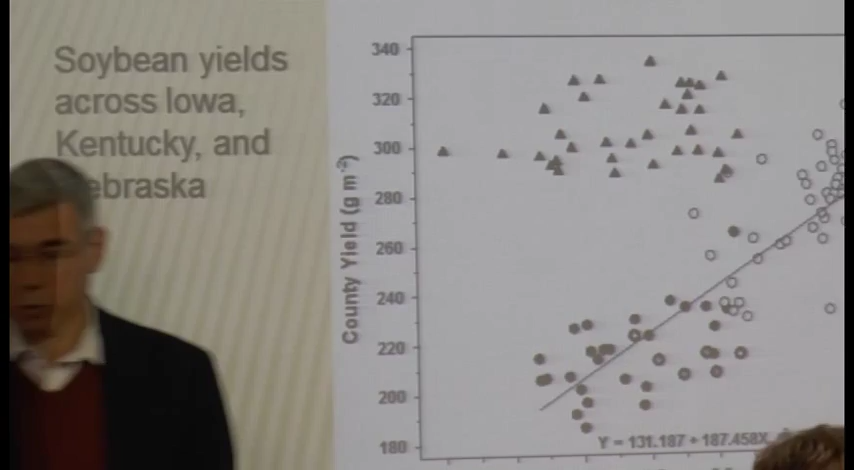 Soybean yields
across Iowa,
Kentucky, and
ebraska
County Yield (g m-2)
340
320
300
280
260
240
220
200
180
Y = 131.187 + 187.458X